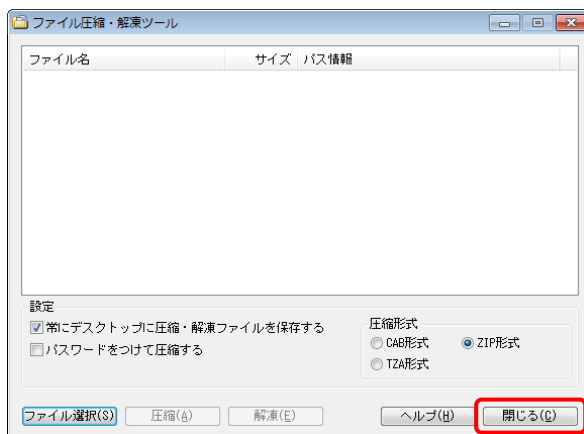 ファイル圧縮・解凍ツール
ファイル名 サイズ パス情報
設定
常にデスクトップに圧縮・解凍ファイルを保存する
パスワードをつけて圧縮する
圧縮形式
CAB形式 ZIP形式
TZA形式
ファイル選択(S) 圧縮(A) 解凍(E) ヘルプ(H) 閉じる(C)